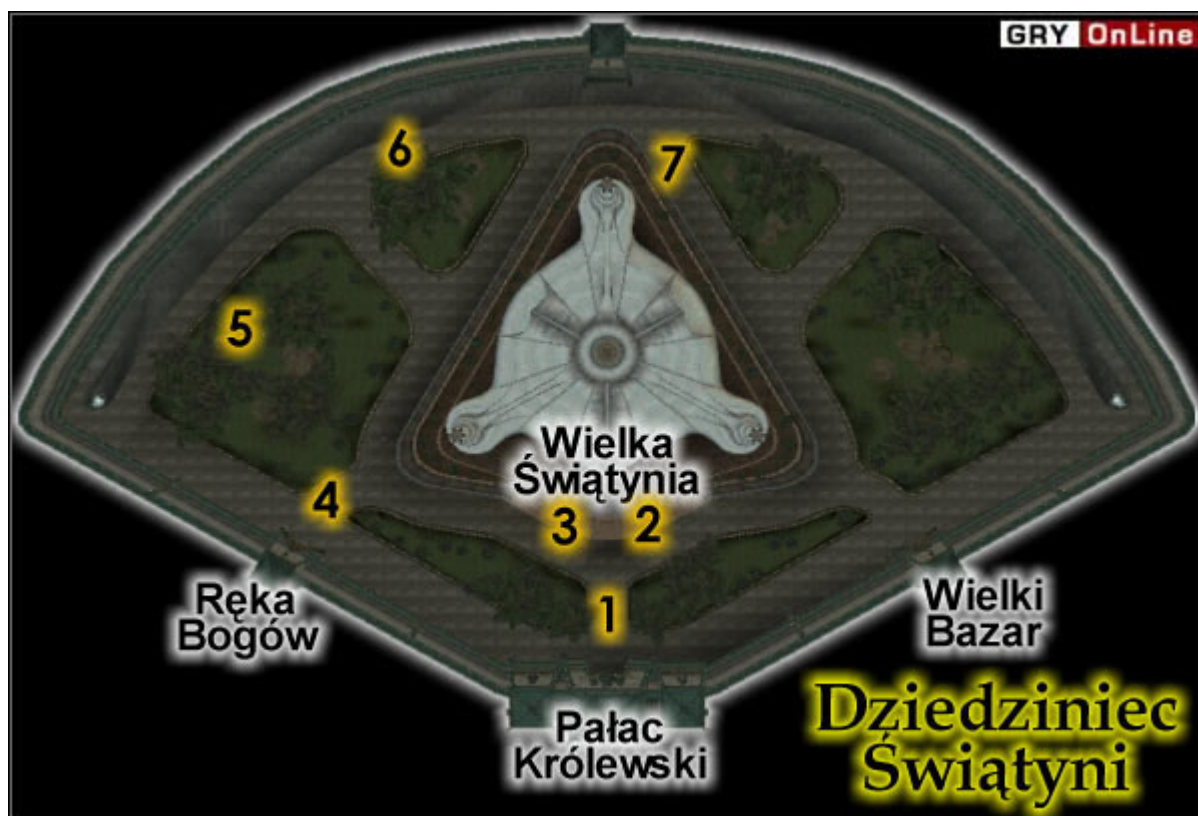 GRY OnLine
6
7
5
Wielka
Świątynia
4
3
2
1
Ręka
Bogów
Wielki
Bazar
Pałac
Królewski
Dziedziniec
Świątyni